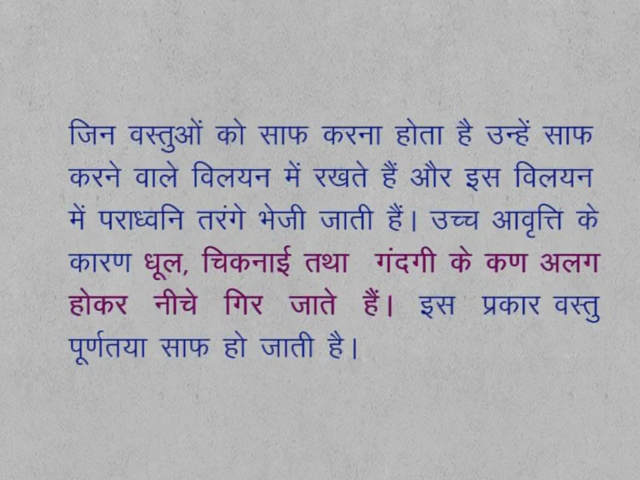 जिन वस्तुओं को साफ करना होता है उन्हें साफ
करने वाले विलयन में रखते हैं और इस विलयन
में पराध्वनि तरंगे भेजी जाती हैं। उच्च आवृत्ति के
कारण धूल, चिकनाई तथा गंदगी के कण अलग
होकर नीचे गिर जाते हैं। इस प्रकार वस्तु
पूर्णतया साफ हो जाती है।